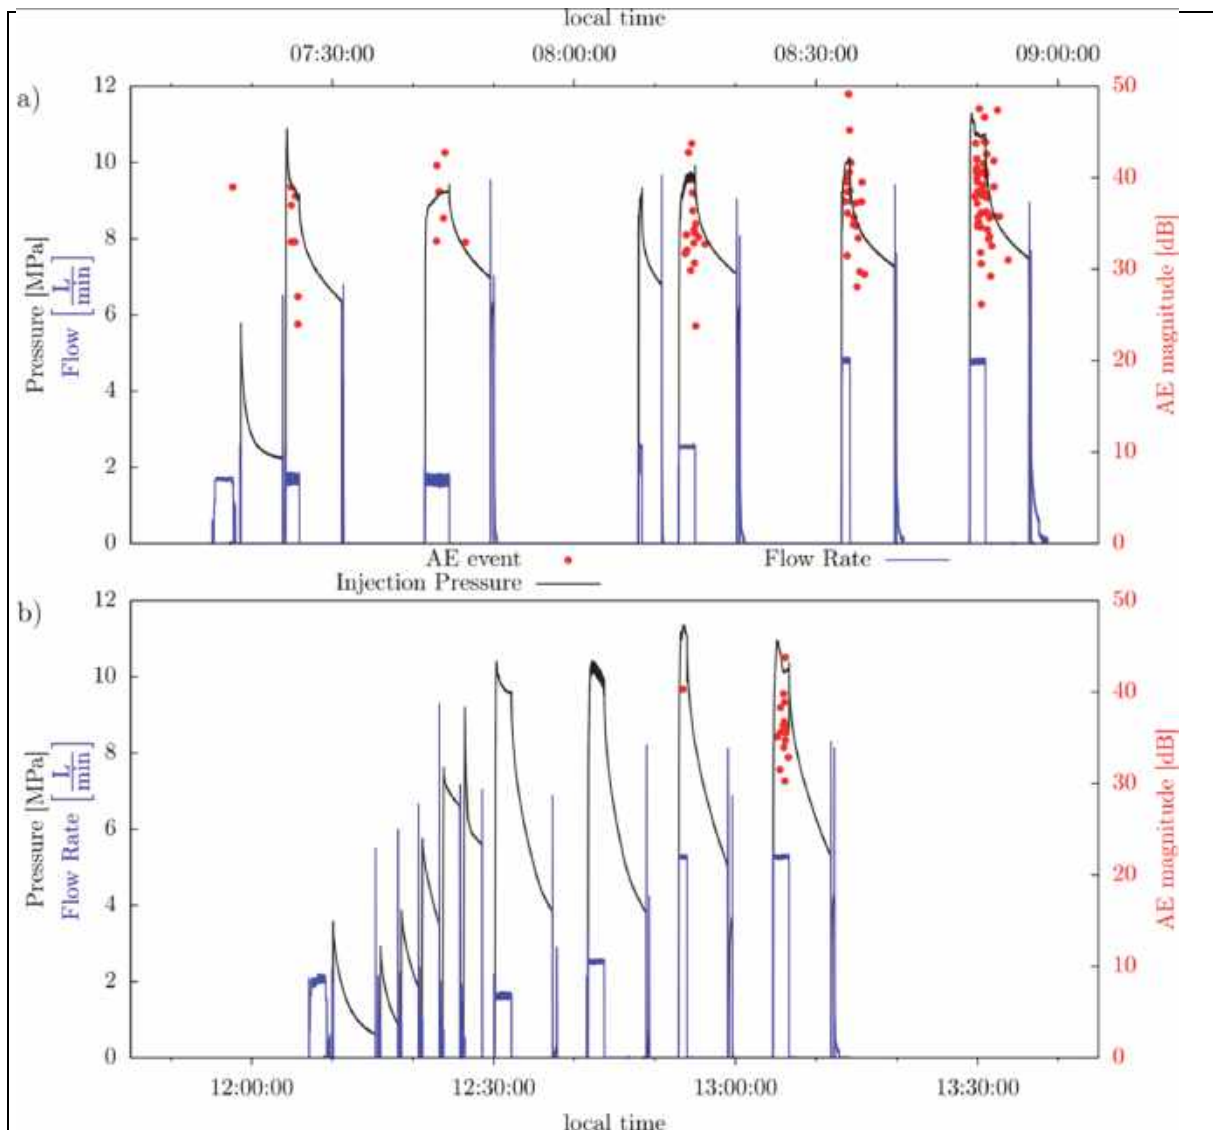 local time
07:30:00 08:00:00 08:30:00 09:00:00
a)
12 50
10 40
8 30
6 20
4 10
2 0
0
Pressure [MPa]
Flow [L/min]
AE magnitude [dB]
AE event Flow Rate
Injection Pressure
b)
12 50
10 40
8 30
6 20
4 10
2 0
0
Pressure [MPa]
Flow Rate [L/min]
AE magnitude [dB]
12:00:00 12:30:00 13:00:00 13:30:00
local time